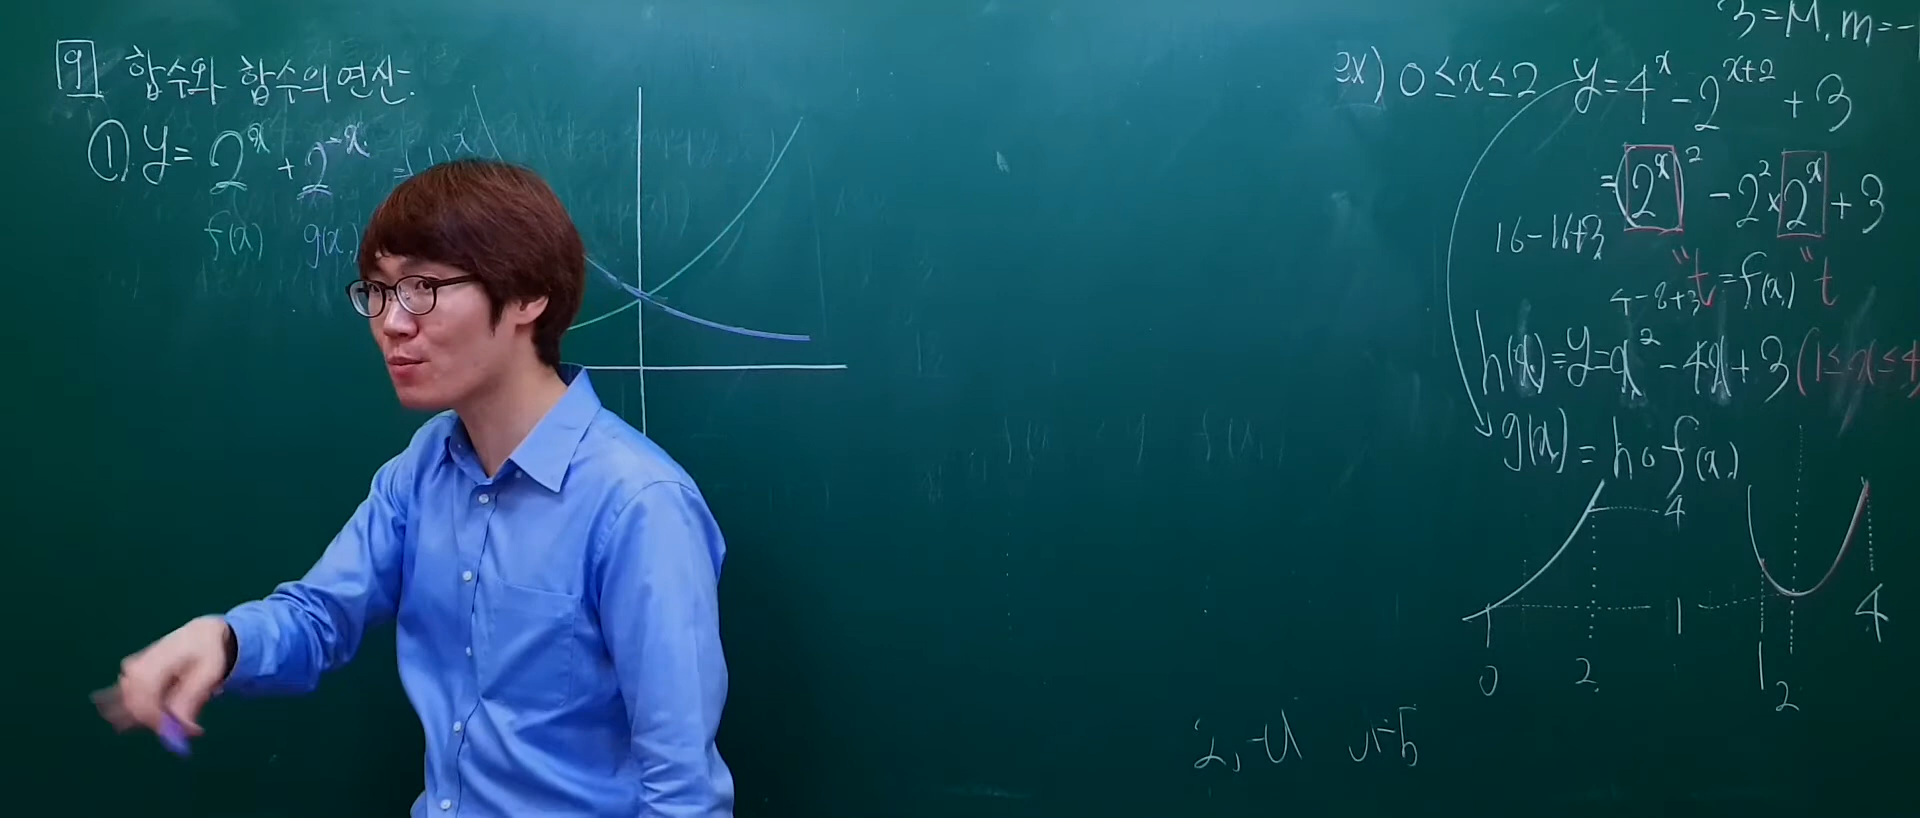 9 함수와 함수의 연산.
① y = 2^x + 2^-x =
f(x) g(x)
3 = M. m = -
ex) 0 ≤ x ≤ 2 y = 4^x - 2^(x+2) + 3
= (2^x)^2 - 2^2 × 2^x + 3
16 - 16 + 3
"t = f(x) " t
4 - 8 + 3
h(x) = y = x^2 - 4x + 3 (1 ≤ x ≤ 4
g(x) = h ∘ f(x)
4
1
4
0 2 1 2